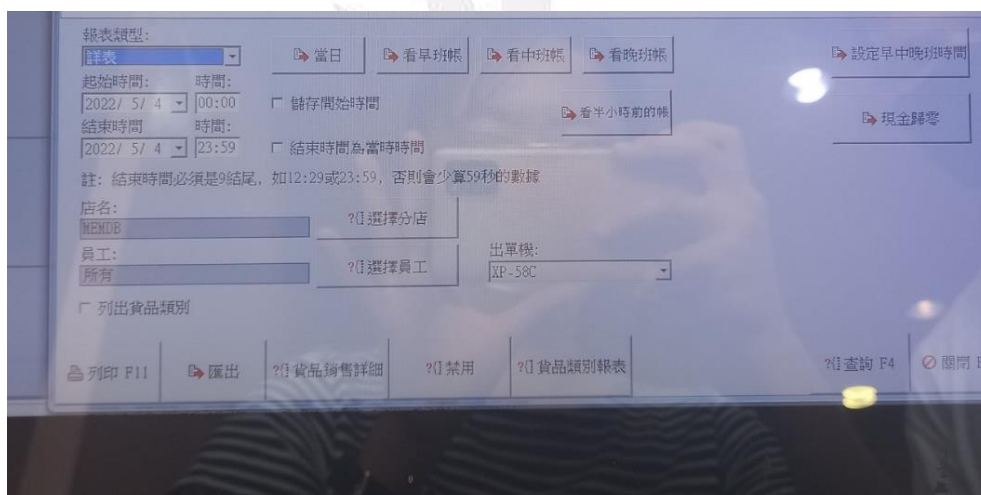 報表類型:
詳表
當日
看早班帳
看中班帳
看晚班帳
設定早中晚班時間
起始時間: 時間:
2022/ 5/ 4 00:00
儲存開始時間
看半小時前的帳
現金歸零
結束時間 時間:
2022/ 5/ 4 23:59
結束時間為當時時間
註: 結束時間必須是9結尾, 如12:29或23:59, 否則會少算59秒的數據
店名:
MEMDB
?[] 選擇分店
員工:
所有
?[] 選擇員工
出單機:
XP-58C
列出貨品類別
列印 F11
匯出
?[] 貨品銷售詳細
?[] 禁用
?[] 貨品類別報表
?[] 查詢 F4
關閉